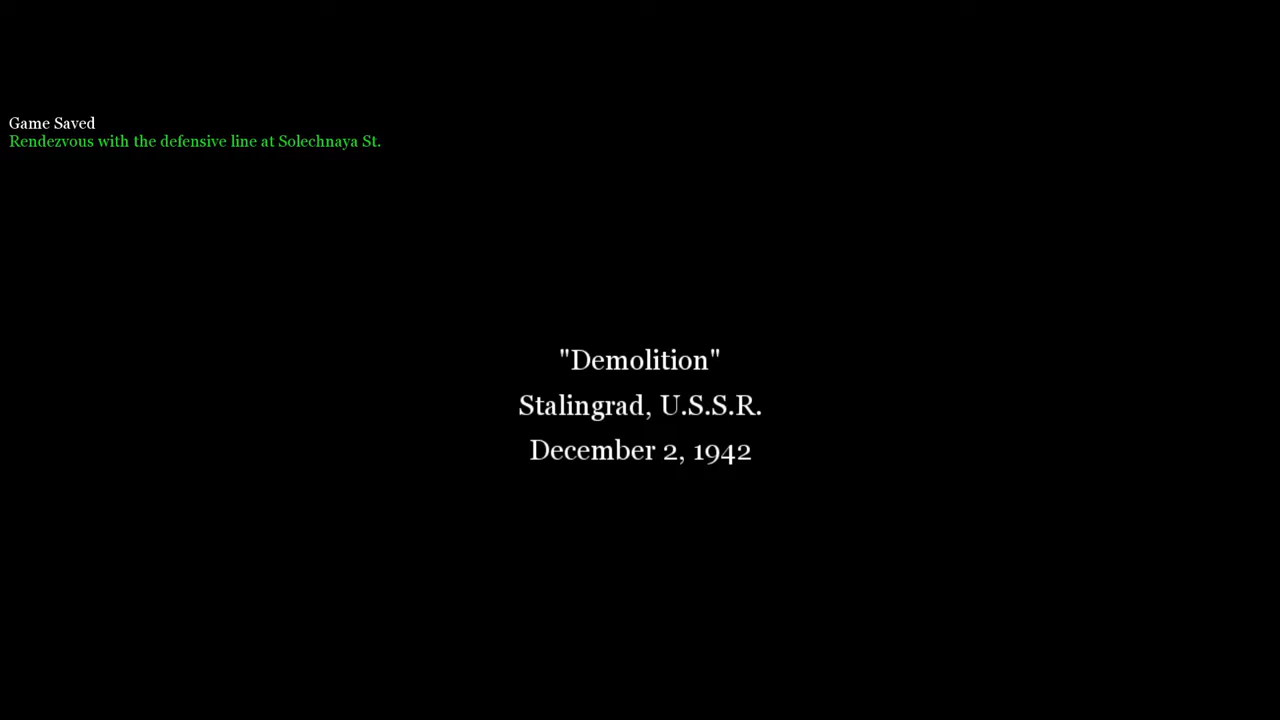 Game Saved
Rendezvous with the defensive line at Solechnaya St.
"Demolition"
Stalingrad, U.S.S.R.
December 2, 1942